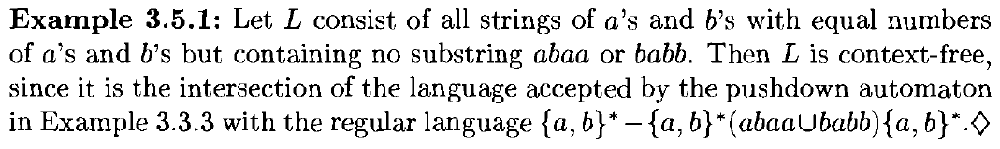 Example 3.5.1: Let L consist of all strings of a's and b's with equal numbers
of a's and b's but containing no substring abaa or babb. Then L is context-free,
since it is the intersection of the language accepted by the pushdown automaton
in Example 3.3.3 with the regular language {a, b}*−{a, b}*(abaa∪babb){a, b}*.◇